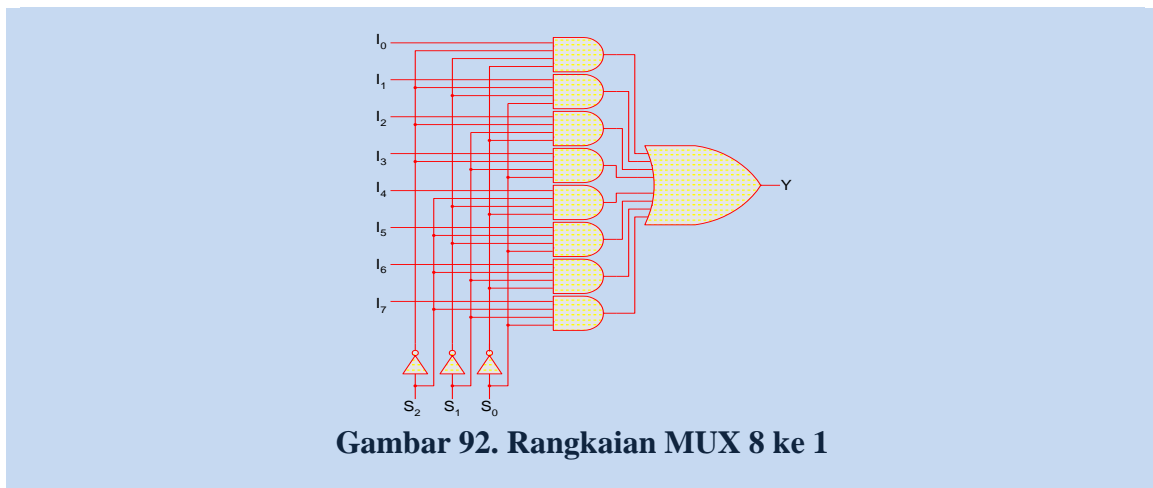 I₀
I₁
I₂
I₃
I₄
I₅
I₆
I₇
Y
S₂ S₁ S₀
Gambar 92. Rangkaian MUX 8 ke 1